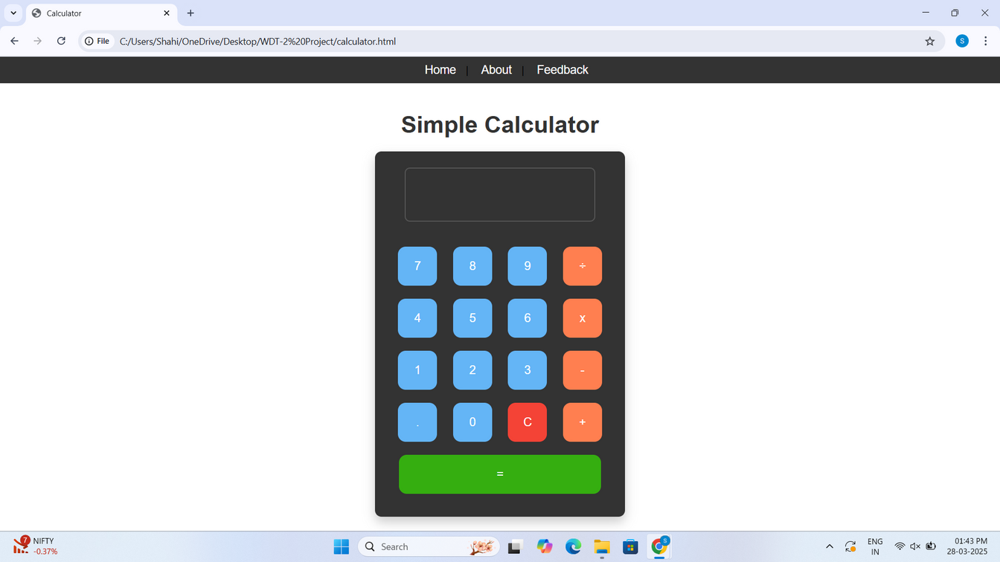 Calculator
File C:/Users/Shahi/OneDrive/Desktop/WDT-2%20Project/calculator.html
S
Home | About | Feedback
Simple Calculator
7 8 9 ÷
4 5 6 x
1 2 3 -
. 0 C +
=
7
NIFTY
-0.37%
Search
S
ENG
IN
01:43 PM
28-03-2025